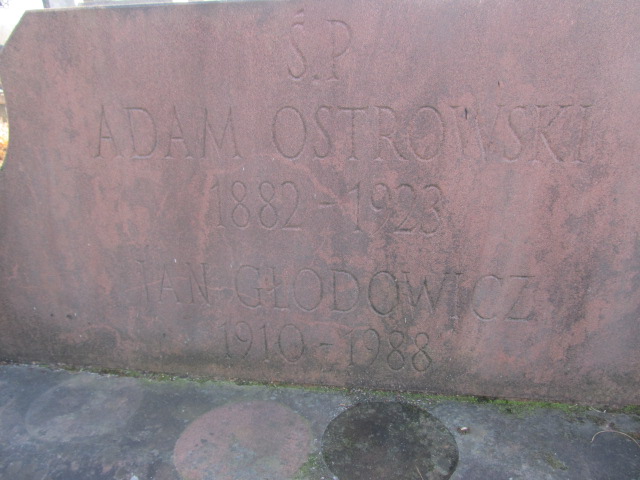 Ś.P
ADAM OSTROWSKI
1882-1923
JAN GŁODOWICZ
1910-1988